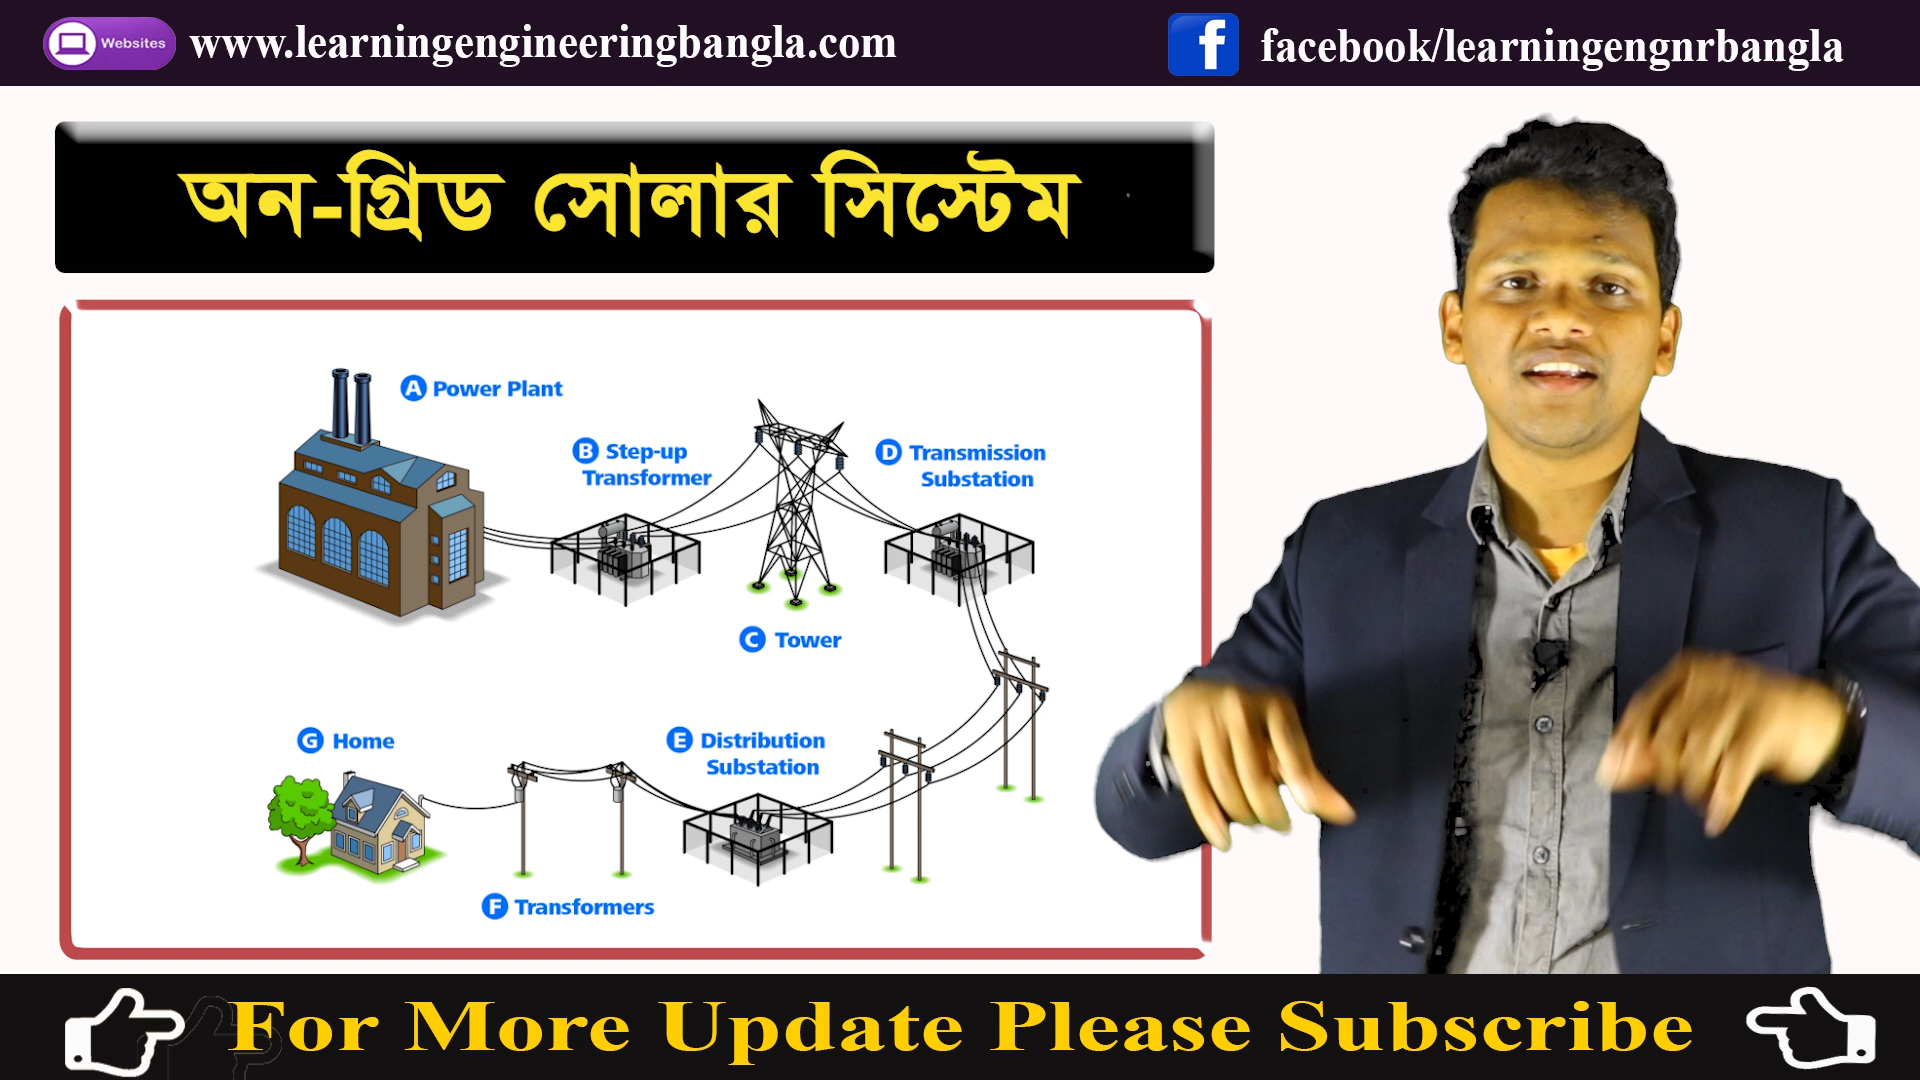 Websites www.learningengineeringbangla.com
f facebook/learningengnrbangla
অন-গ্রিড সোলার সিস্টেম
A Power Plant
B Step-up
Transformer
D Transmission
Substation
C Tower
G Home
E Distribution
Substation
F Transformers
For More Update Please Subscribe